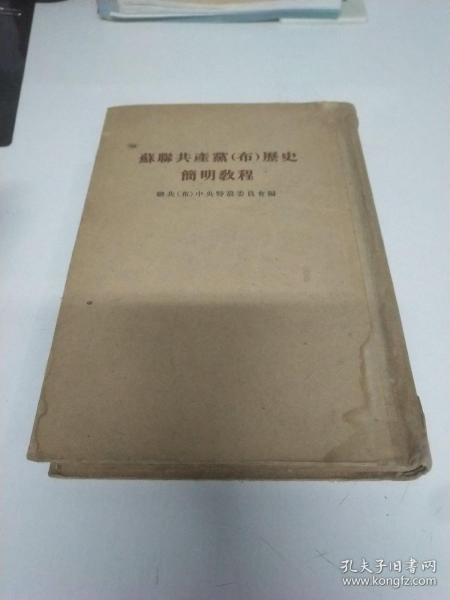 蘇聯共產黨(布)歷史
簡明敎程
聯共(布)中央特設委員會編
孔夫子旧书网
www.kongfz.com